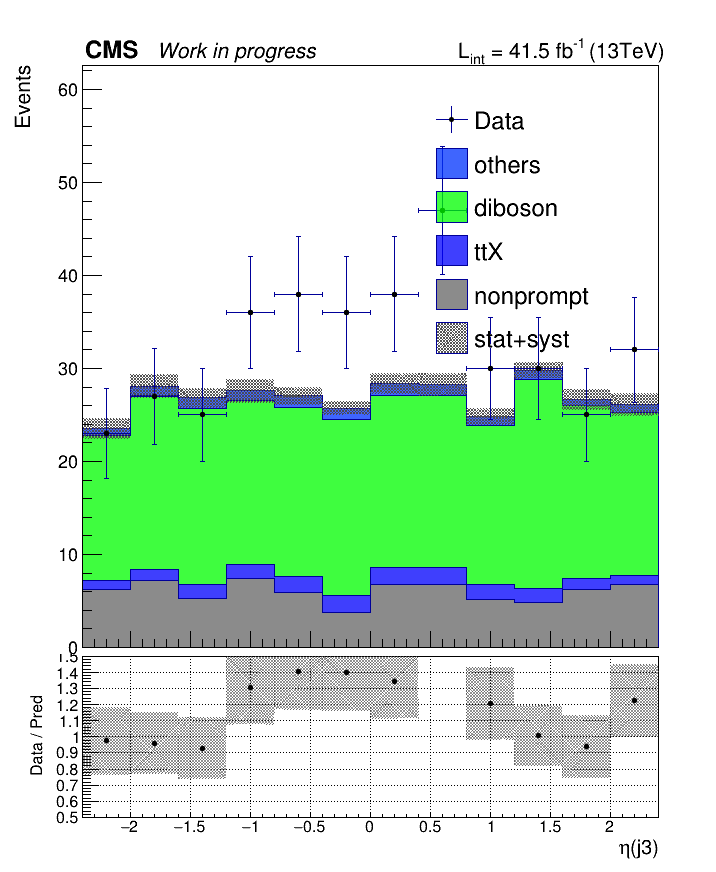 CMS Work in progress L_int = 41.5 fb^-1 (13TeV)
Events
60
50
40
30
20
10
0
Data
others
diboson
ttX
nonprompt
stat+syst
Data / Pred
1.5
1.4
1.3
1.2
1.1
1
0.9
0.8
0.7
0.6
0.5
−2 −1.5 −1 −0.5 0 0.5 1 1.5 2
η(j3)